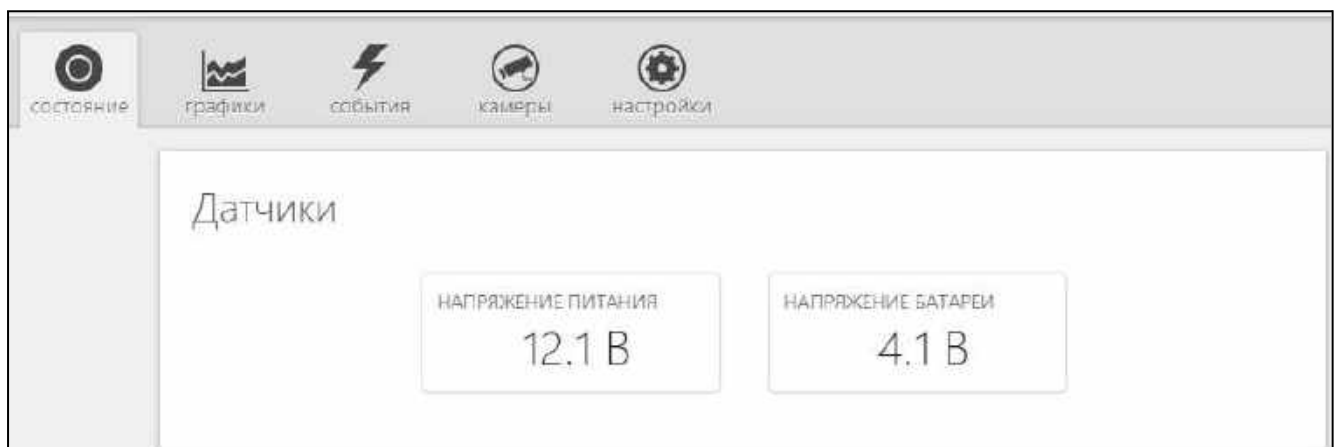 состояние графики события камеры настройки
Датчики
НАПРЯЖЕНИЕ ПИТАНИЯ НАПРЯЖЕНИЕ БАТАРЕИ
12.1 В 4.1 В